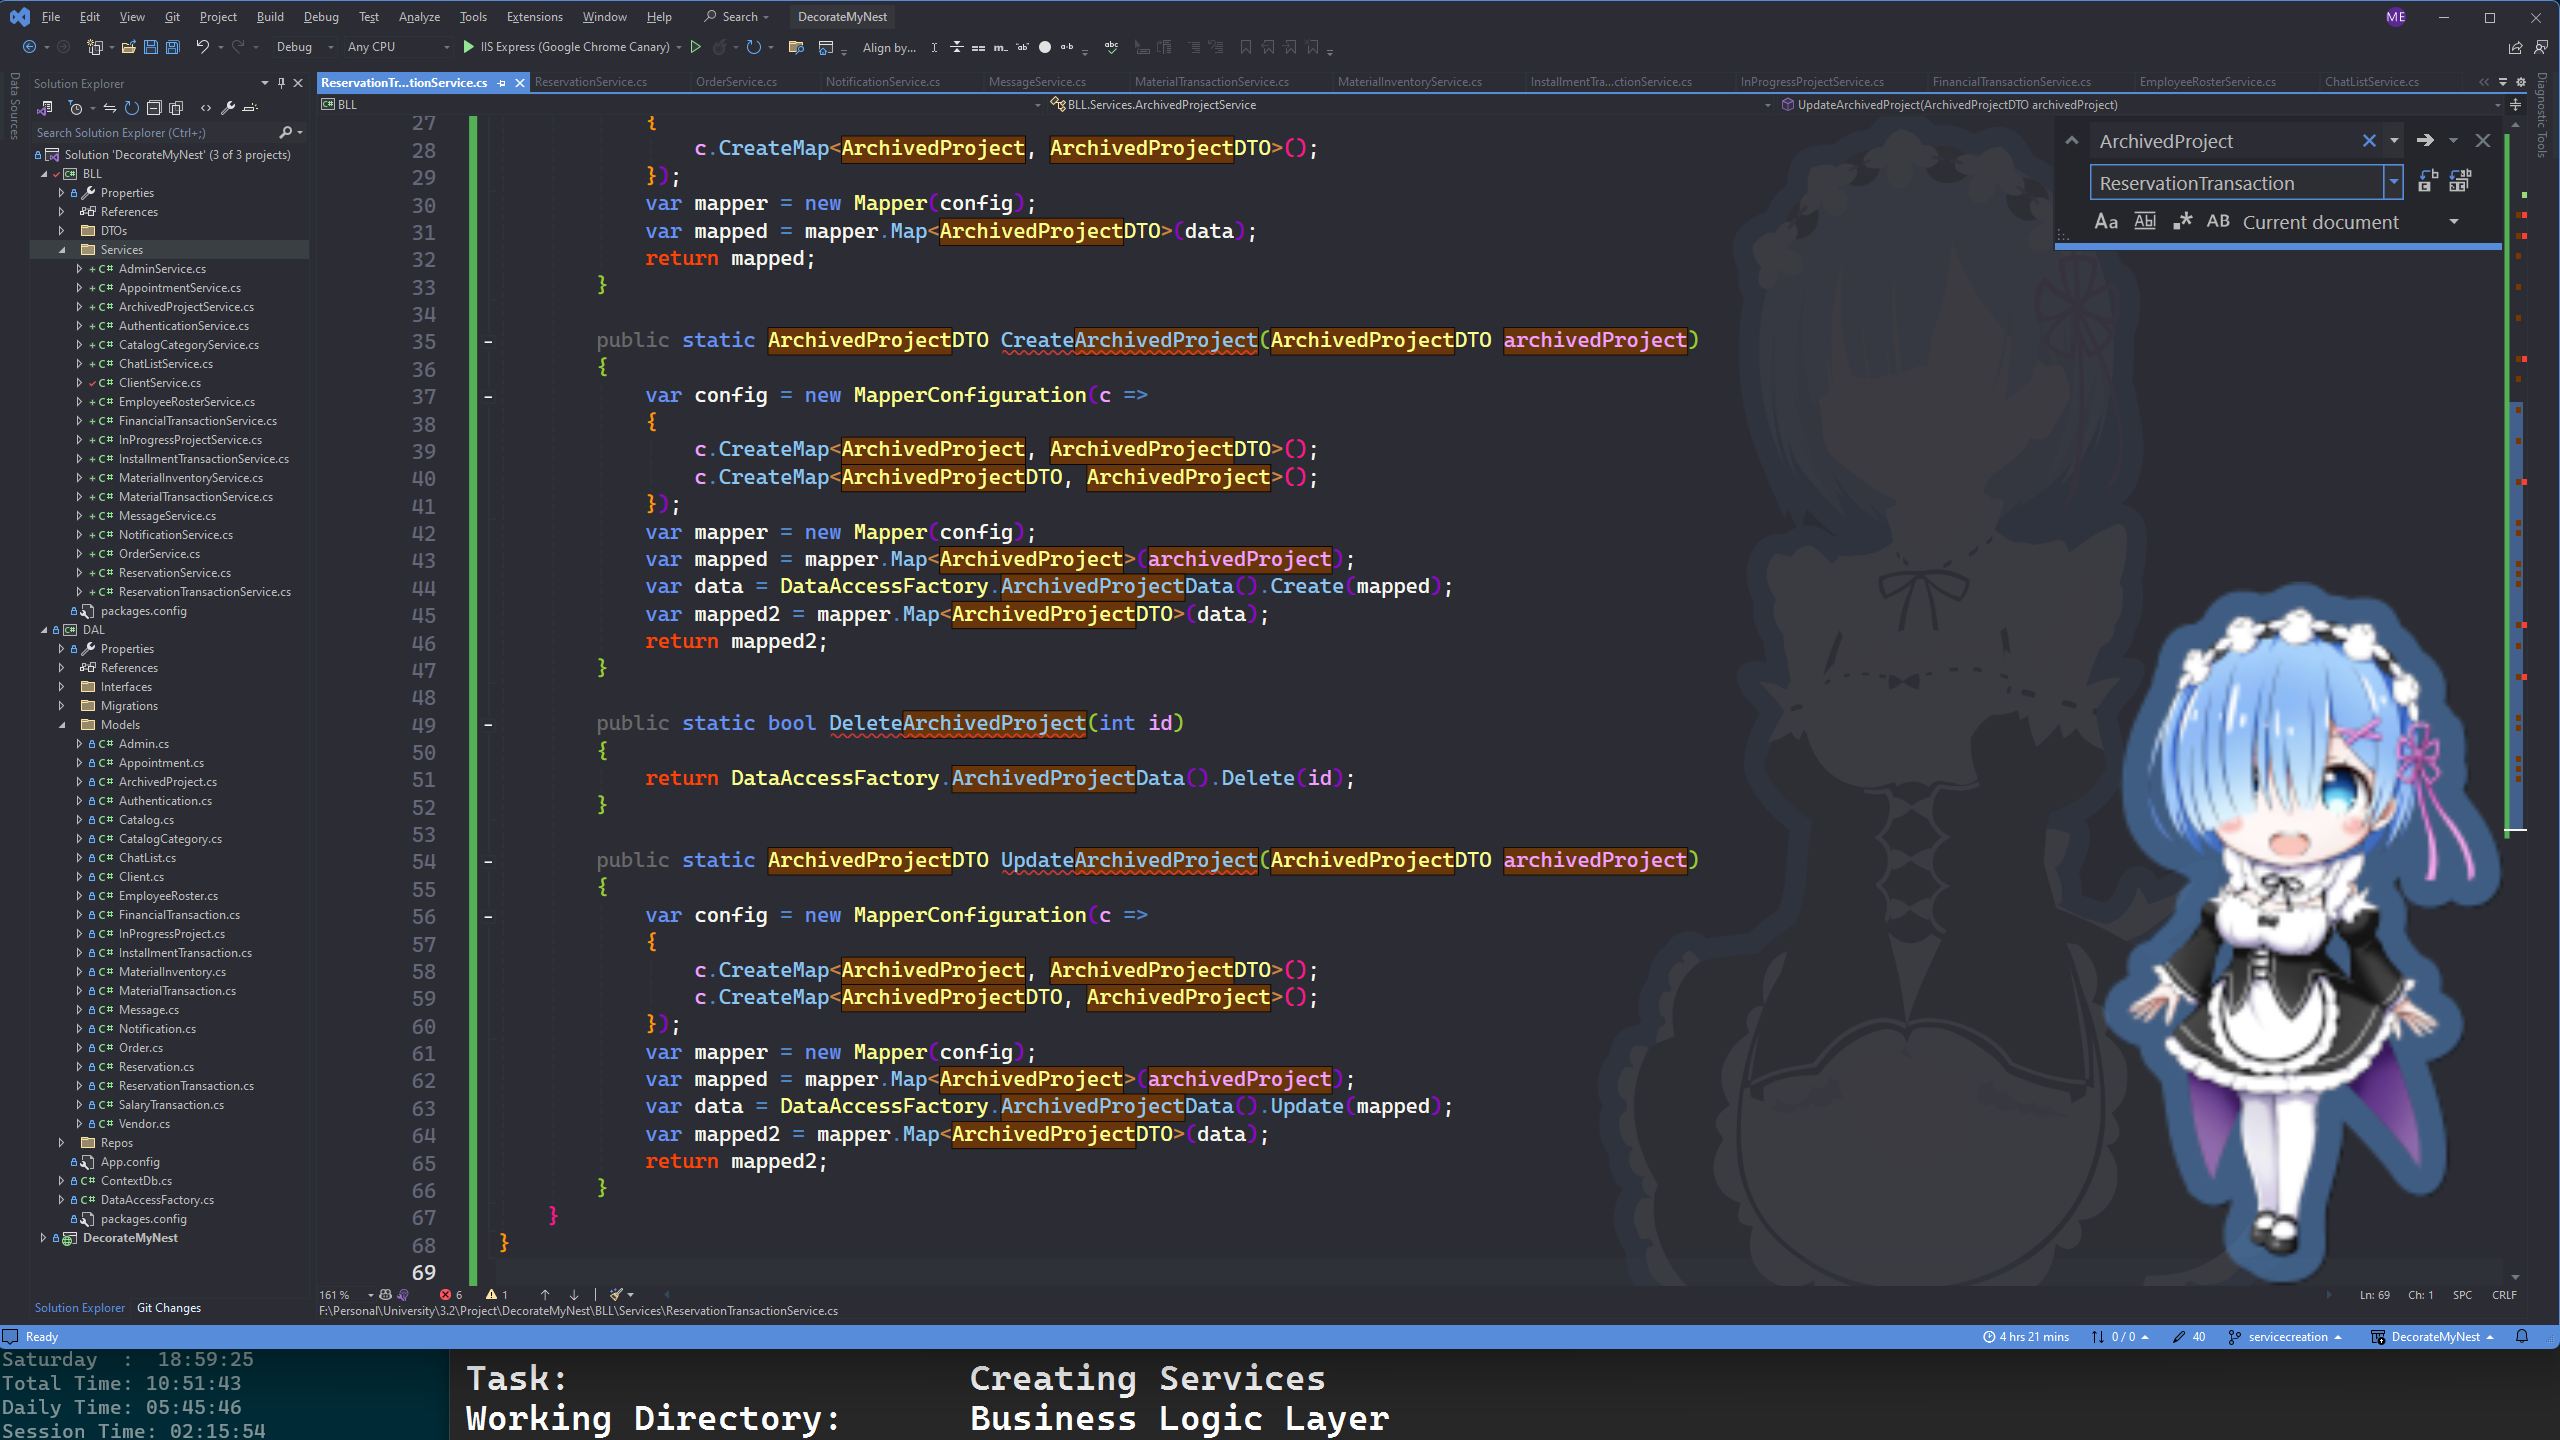 File Edit View Git Project Build Debug Test Analyze Tools Extensions Window Help Search DecorateMyNest ME
Debug Any CPU IIS Express (Google Chrome Canary) Align by...
Data Sources
Solution Explorer
Search Solution Explorer (Ctrl+;)
Solution 'DecorateMyNest' (3 of 3 projects)
BLL
Properties
References
DTOs
Services
AdminService.cs
AppointmentService.cs
ArchivedProjectService.cs
AuthenticationService.cs
CatalogCategoryService.cs
ChatListService.cs
ClientService.cs
EmployeeRosterService.cs
FinancialTransactionService.cs
InProgressProjectService.cs
InstallmentTransactionService.cs
MaterialInventoryService.cs
MaterialTransactionService.cs
MessageService.cs
NotificationService.cs
OrderService.cs
ReservationService.cs
ReservationTransactionService.cs
packages.config
DAL
Properties
References
Interfaces
Migrations
Models
Admin.cs
Appointment.cs
ArchivedProject.cs
Authentication.cs
Catalog.cs
CatalogCategory.cs
ChatList.cs
Client.cs
EmployeeRoster.cs
FinancialTransaction.cs
InProgressProject.cs
InstallmentTransaction.cs
MaterialInventory.cs
MaterialTransaction.cs
Message.cs
Notification.cs
Order.cs
Reservation.cs
ReservationTransaction.cs
SalaryTransaction.cs
Vendor.cs
Repos
App.config
ContextDb.cs
DataAccessFactory.cs
packages.config
DecorateMyNest
Solution Explorer Git Changes
ReservationTr...tionService.cs ReservationService.cs OrderService.cs NotificationService.cs MessageService.cs MaterialTransactionService.cs MaterialInventoryService.cs InstallmentTra...ctionService.cs InProgressProjectService.cs FinancialTransactionService.cs EmployeeRosterService.cs ChatListService.cs
BLL BLL.Services.ArchivedProjectService UpdateArchivedProject(ArchivedProjectDTO archivedProject)
Diagnostic Tools
ArchivedProject
ReservationTransaction
Aa Abl .* AB Current document
27 {
28 c.CreateMap<ArchivedProject, ArchivedProjectDTO>();
29 });
30 var mapper = new Mapper(config);
31 var mapped = mapper.Map<ArchivedProjectDTO>(data);
32 return mapped;
33 }
34
35 public static ArchivedProjectDTO CreateArchivedProject(ArchivedProjectDTO archivedProject)
36 {
37 var config = new MapperConfiguration(c =>
38 {
39 c.CreateMap<ArchivedProject, ArchivedProjectDTO>();
40 c.CreateMap<ArchivedProjectDTO, ArchivedProject>();
41 });
42 var mapper = new Mapper(config);
43 var mapped = mapper.Map<ArchivedProject>(archivedProject);
44 var data = DataAccessFactory.ArchivedProjectData().Create(mapped);
45 var mapped2 = mapper.Map<ArchivedProjectDTO>(data);
46 return mapped2;
47 }
48
49 public static bool DeleteArchivedProject(int id)
50 {
51 return DataAccessFactory.ArchivedProjectData().Delete(id);
52 }
53
54 public static ArchivedProjectDTO UpdateArchivedProject(ArchivedProjectDTO archivedProject)
55 {
56 var config = new MapperConfiguration(c =>
57 {
58 c.CreateMap<ArchivedProject, ArchivedProjectDTO>();
59 c.CreateMap<ArchivedProjectDTO, ArchivedProject>();
60 });
61 var mapper = new Mapper(config);
62 var mapped = mapper.Map<ArchivedProject>(archivedProject);
63 var data = DataAccessFactory.ArchivedProjectData().Update(mapped);
64 var mapped2 = mapper.Map<ArchivedProjectDTO>(data);
65 return mapped2;
66 }
67 }
68 }
69
161 % 6 1 Ln: 69 Ch: 1 SPC CRLF
F:\Personal\University\3.2\Project\DecorateMyNest\BLL\Services\ReservationTransactionService.cs
Ready 4 hrs 21 mins 0 / 0 40 servicecreation DecorateMyNest
Saturday : 18:59:25
Total Time: 10:51:43
Daily Time: 05:45:46
Session Time: 02:15:54
Task: Creating Services
Working Directory: Business Logic Layer